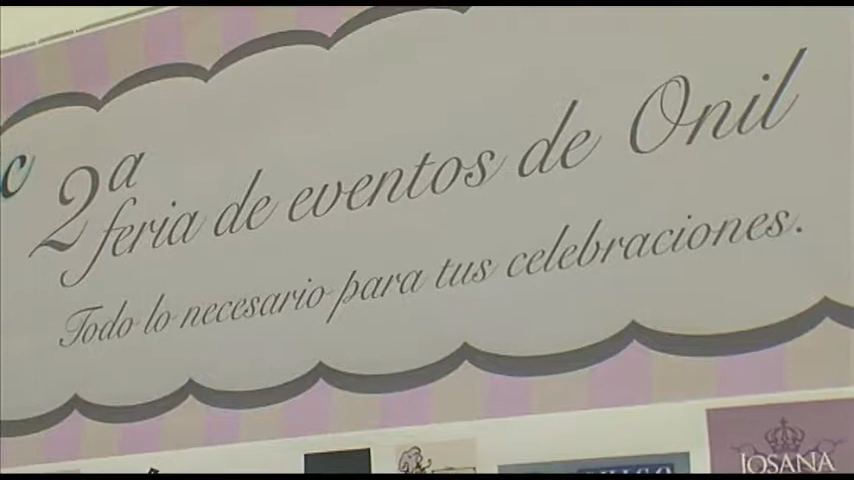 2ª feria de eventos de Onil
Todo lo necesario para tus celebraciones.
JOSANA